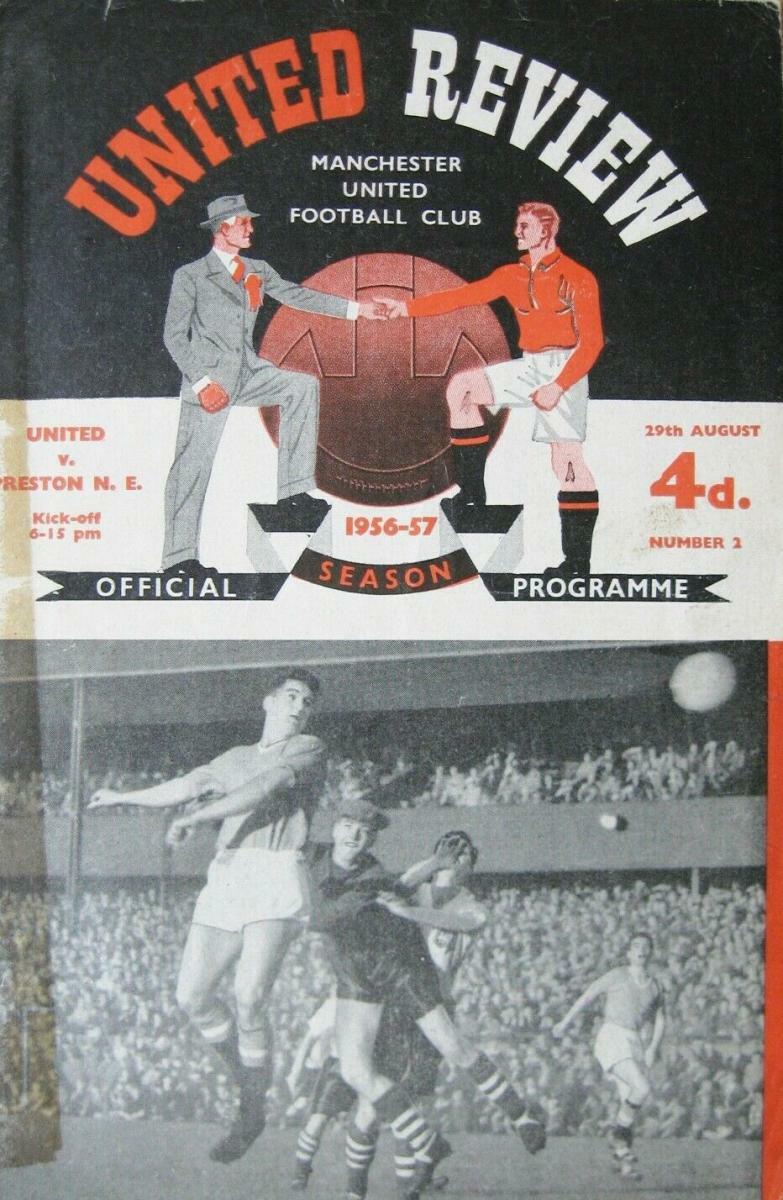 UNITED REVIEW
MANCHESTER
UNITED
FOOTBALL CLUB
UNITED
v.
RESTON N. E.
Kick-off
6-15 pm
29th AUGUST
4d.
NUMBER 2
1956-57
OFFICIAL SEASON PROGRAMME